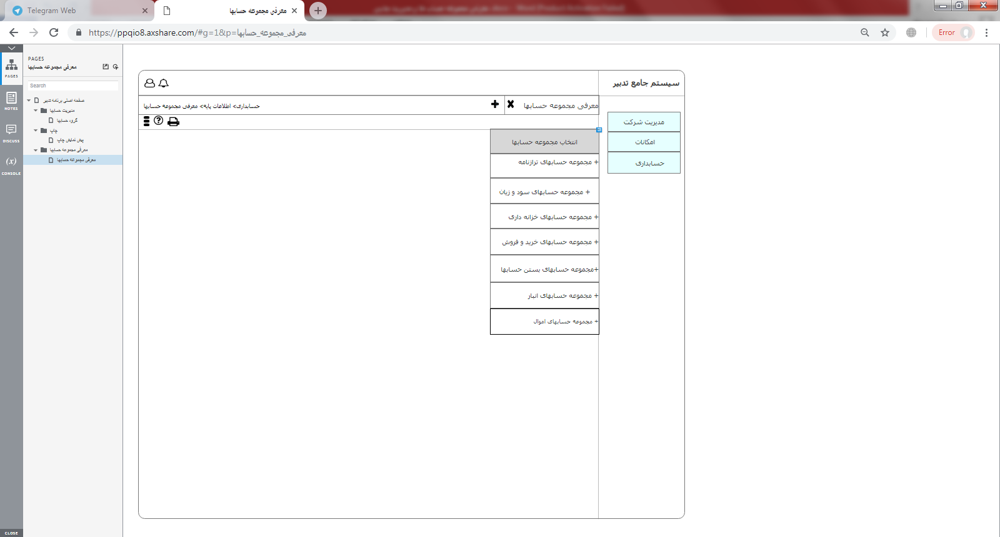 Telegram Web
معرفی مجموعه حسابها
https://ppqio8.axshare.com/#g=1&p=معرفی_مجموعه_حسابها
Error
PAGES
NOTES
DISCUSS
(x)
CONSOLE
CLOSE
PAGES
معرفی مجموعه حسابها
Search
صفحه اصلی برنامه تدبیر
مدیریت حسابها
گروه حسابها
چاپ
پیش نمایش چاپ
معرفی مجموعه حسابها
معرفی مجموعه حسابها
سیستم جامع تدبیر
معرفی مجموعه حسابها
حسابداری> اطلاعات پایه> معرفی مجموعه حسابها
مدیریت شرکت
امکانات
حسابداری
انتخاب مجموعه حسابها
+ مجموعه حسابهای ترازنامه
+ مجموعه حسابهای سود و زیان
+ مجموعه حسابهای خزانه داری
+ مجموعه حسابهای خرید و فروش
+مجموعه حسابهای بستن حسابها
+ مجموعه حسابهای انبار
+ مجموعه حسابهای اموال